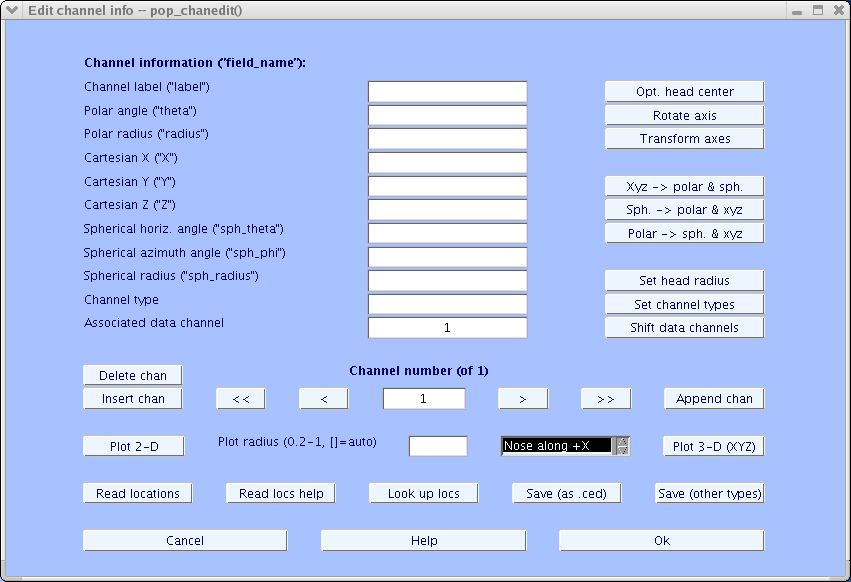 Edit channel info -- pop_chanedit()
Channel information ('field_name'):
Channel label ("label")
Opt. head center
Polar angle ("theta")
Rotate axis
Polar radius ("radius")
Transform axes
Cartesian X ("X")
Cartesian Y ("Y")
Xyz -> polar & sph.
Cartesian Z ("Z")
Sph. -> polar & xyz
Spherical horiz. angle ("sph_theta")
Polar -> sph. & xyz
Spherical azimuth angle ("sph_phi")
Spherical radius ("sph_radius")
Set head radius
Channel type
Set channel types
Associated data channel
1
Shift data channels
Delete chan
Channel number (of 1)
Insert chan
<<
<
1
>
>>
Append chan
Plot 2-D
Plot radius (0.2-1, []=auto)
Nose along +X
Plot 3-D (XYZ)
Read locations
Read locs help
Look up locs
Save (as .ced)
Save (other types)
Cancel
Help
Ok